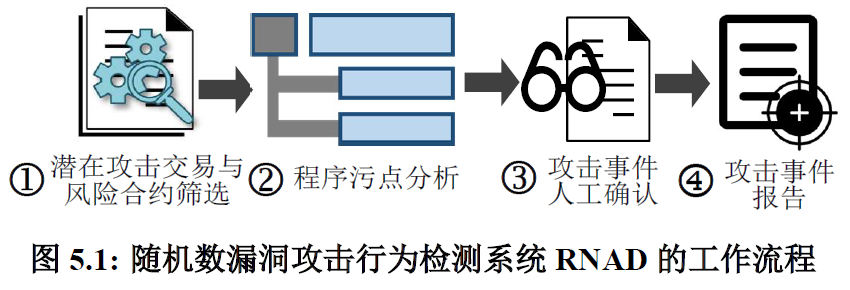 ① 潜在攻击交易与
风险合约筛选
② 程序污点分析
③ 攻击事件
人工确认
④ 攻击事件
报告
图 5.1: 随机数漏洞攻击行为检测系统 RNAD 的工作流程